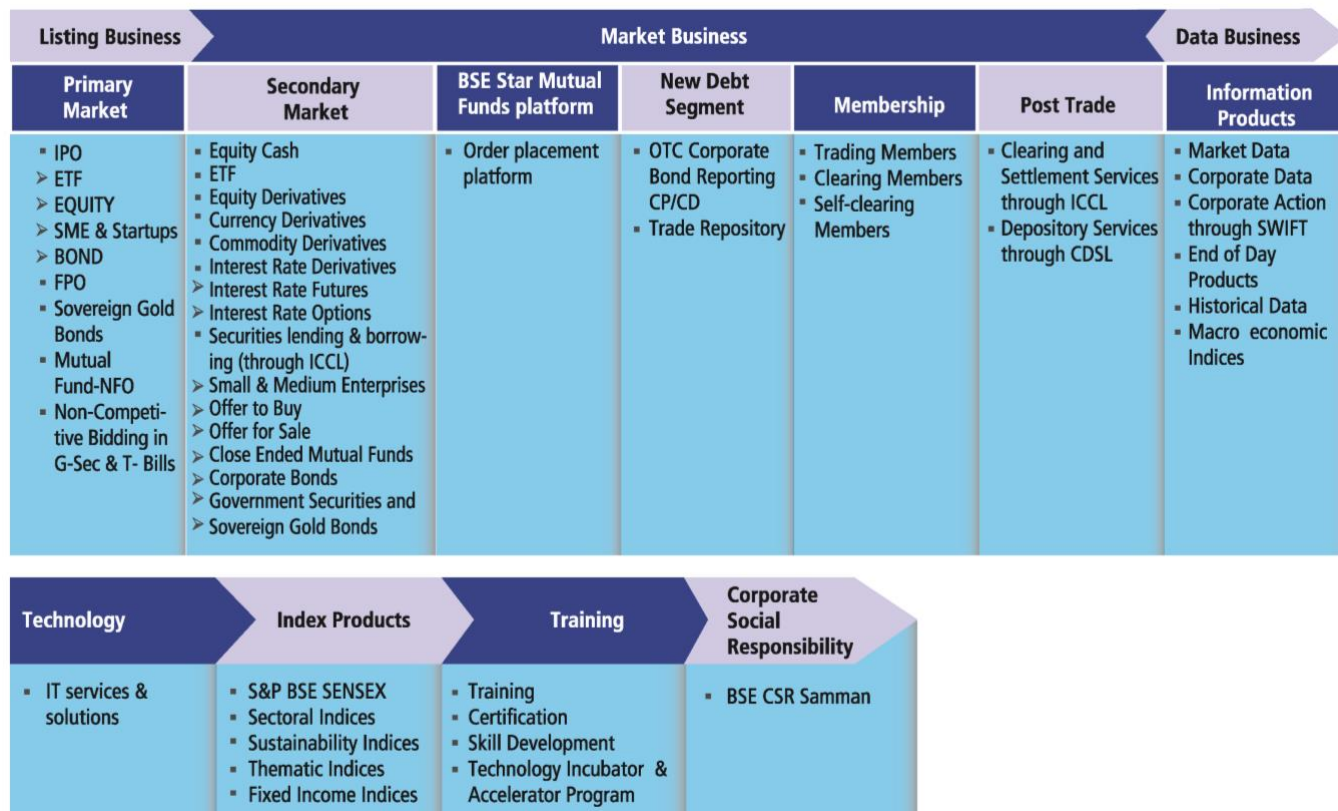 Listing Business
Market Business
Data Business
Primary
Market
Secondary
Market
BSE Star Mutual
Funds platform
New Debt
Segment
Membership
Post Trade
Information
Products
▪ IPO
➢ ETF
➢ EQUITY
➢ SME & Startups
➢ BOND
▪ FPO
▪ Sovereign Gold
Bonds
▪ Mutual
Fund-NFO
▪ Non-Competi-
tive Bidding in
G-Sec & T- Bills
▪ Equity Cash
▪ ETF
▪ Equity Derivatives
▪ Currency Derivatives
▪ Commodity Derivatives
▪ Interest Rate Derivatives
➢ Interest Rate Futures
➢ Interest Rate Options
▪ Securities lending & borrow-
ing (through ICCL)
➢ Small & Medium Enterprises
➢ Offer to Buy
➢ Offer for Sale
➢ Close Ended Mutual Funds
➢ Corporate Bonds
➢ Government Securities and
➢ Sovereign Gold Bonds
▪ Order placement
platform
▪ OTC Corporate
Bond Reporting
CP/CD
▪ Trade Repository
▪ Trading Members
▪ Clearing Members
▪ Self-clearing
Members
▪ Clearing and
Settlement Services
through ICCL
▪ Depository Services
through CDSL
▪ Market Data
▪ Corporate Data
▪ Corporate Action
through SWIFT
▪ End of Day
Products
▪ Historical Data
▪ Macro economic
Indices
Technology
Index Products
Training
Corporate
Social
Responsibility
▪ IT services &
solutions
▪ S&P BSE SENSEX
▪ Sectoral Indices
▪ Sustainability Indices
▪ Thematic Indices
▪ Fixed Income Indices
▪ Training
▪ Certification
▪ Skill Development
▪ Technology Incubator &
Accelerator Program
▪ BSE CSR Samman